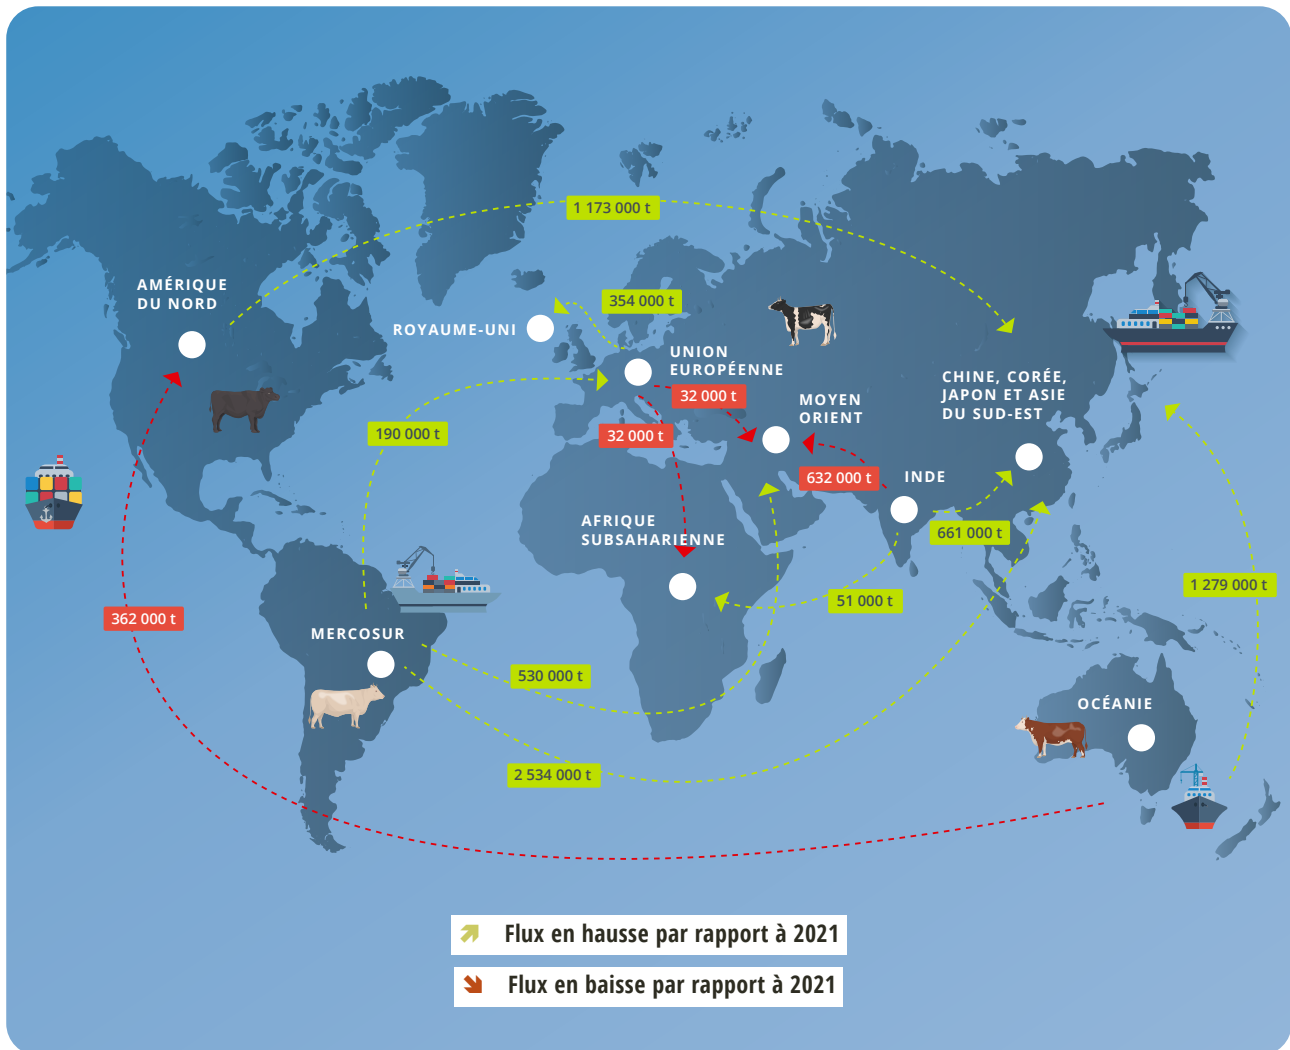 1 173 000 t
AMÉRIQUE
DU NORD
354 000 t
ROYAUME-UNI
UNION
EUROPÉENNE
32 000 t
CHINE, CORÉE,
JAPON ET ASIE
DU SUD-EST
MOYEN
ORIENT
190 000 t
32 000 t
632 000 t
INDE
AFRIQUE
SUBSAHARIENNE
661 000 t
1 279 000 t
51 000 t
362 000 t
MERCOSUR
530 000 t
OCÉANIE
2 534 000 t
Flux en hausse par rapport à 2021
Flux en baisse par rapport à 2021